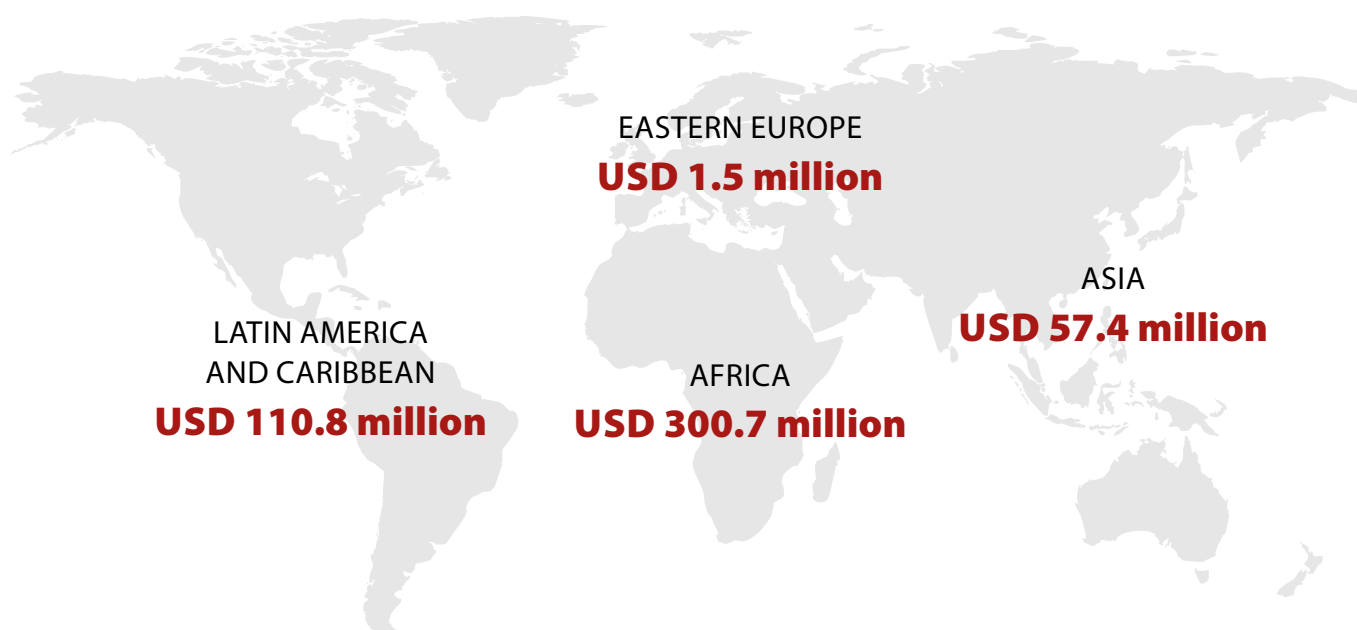 EASTERN EUROPE
USD 1.5 million
ASIA
USD 57.4 million
LATIN AMERICA
AND CARIBBEAN
USD 110.8 million
AFRICA
USD 300.7 million